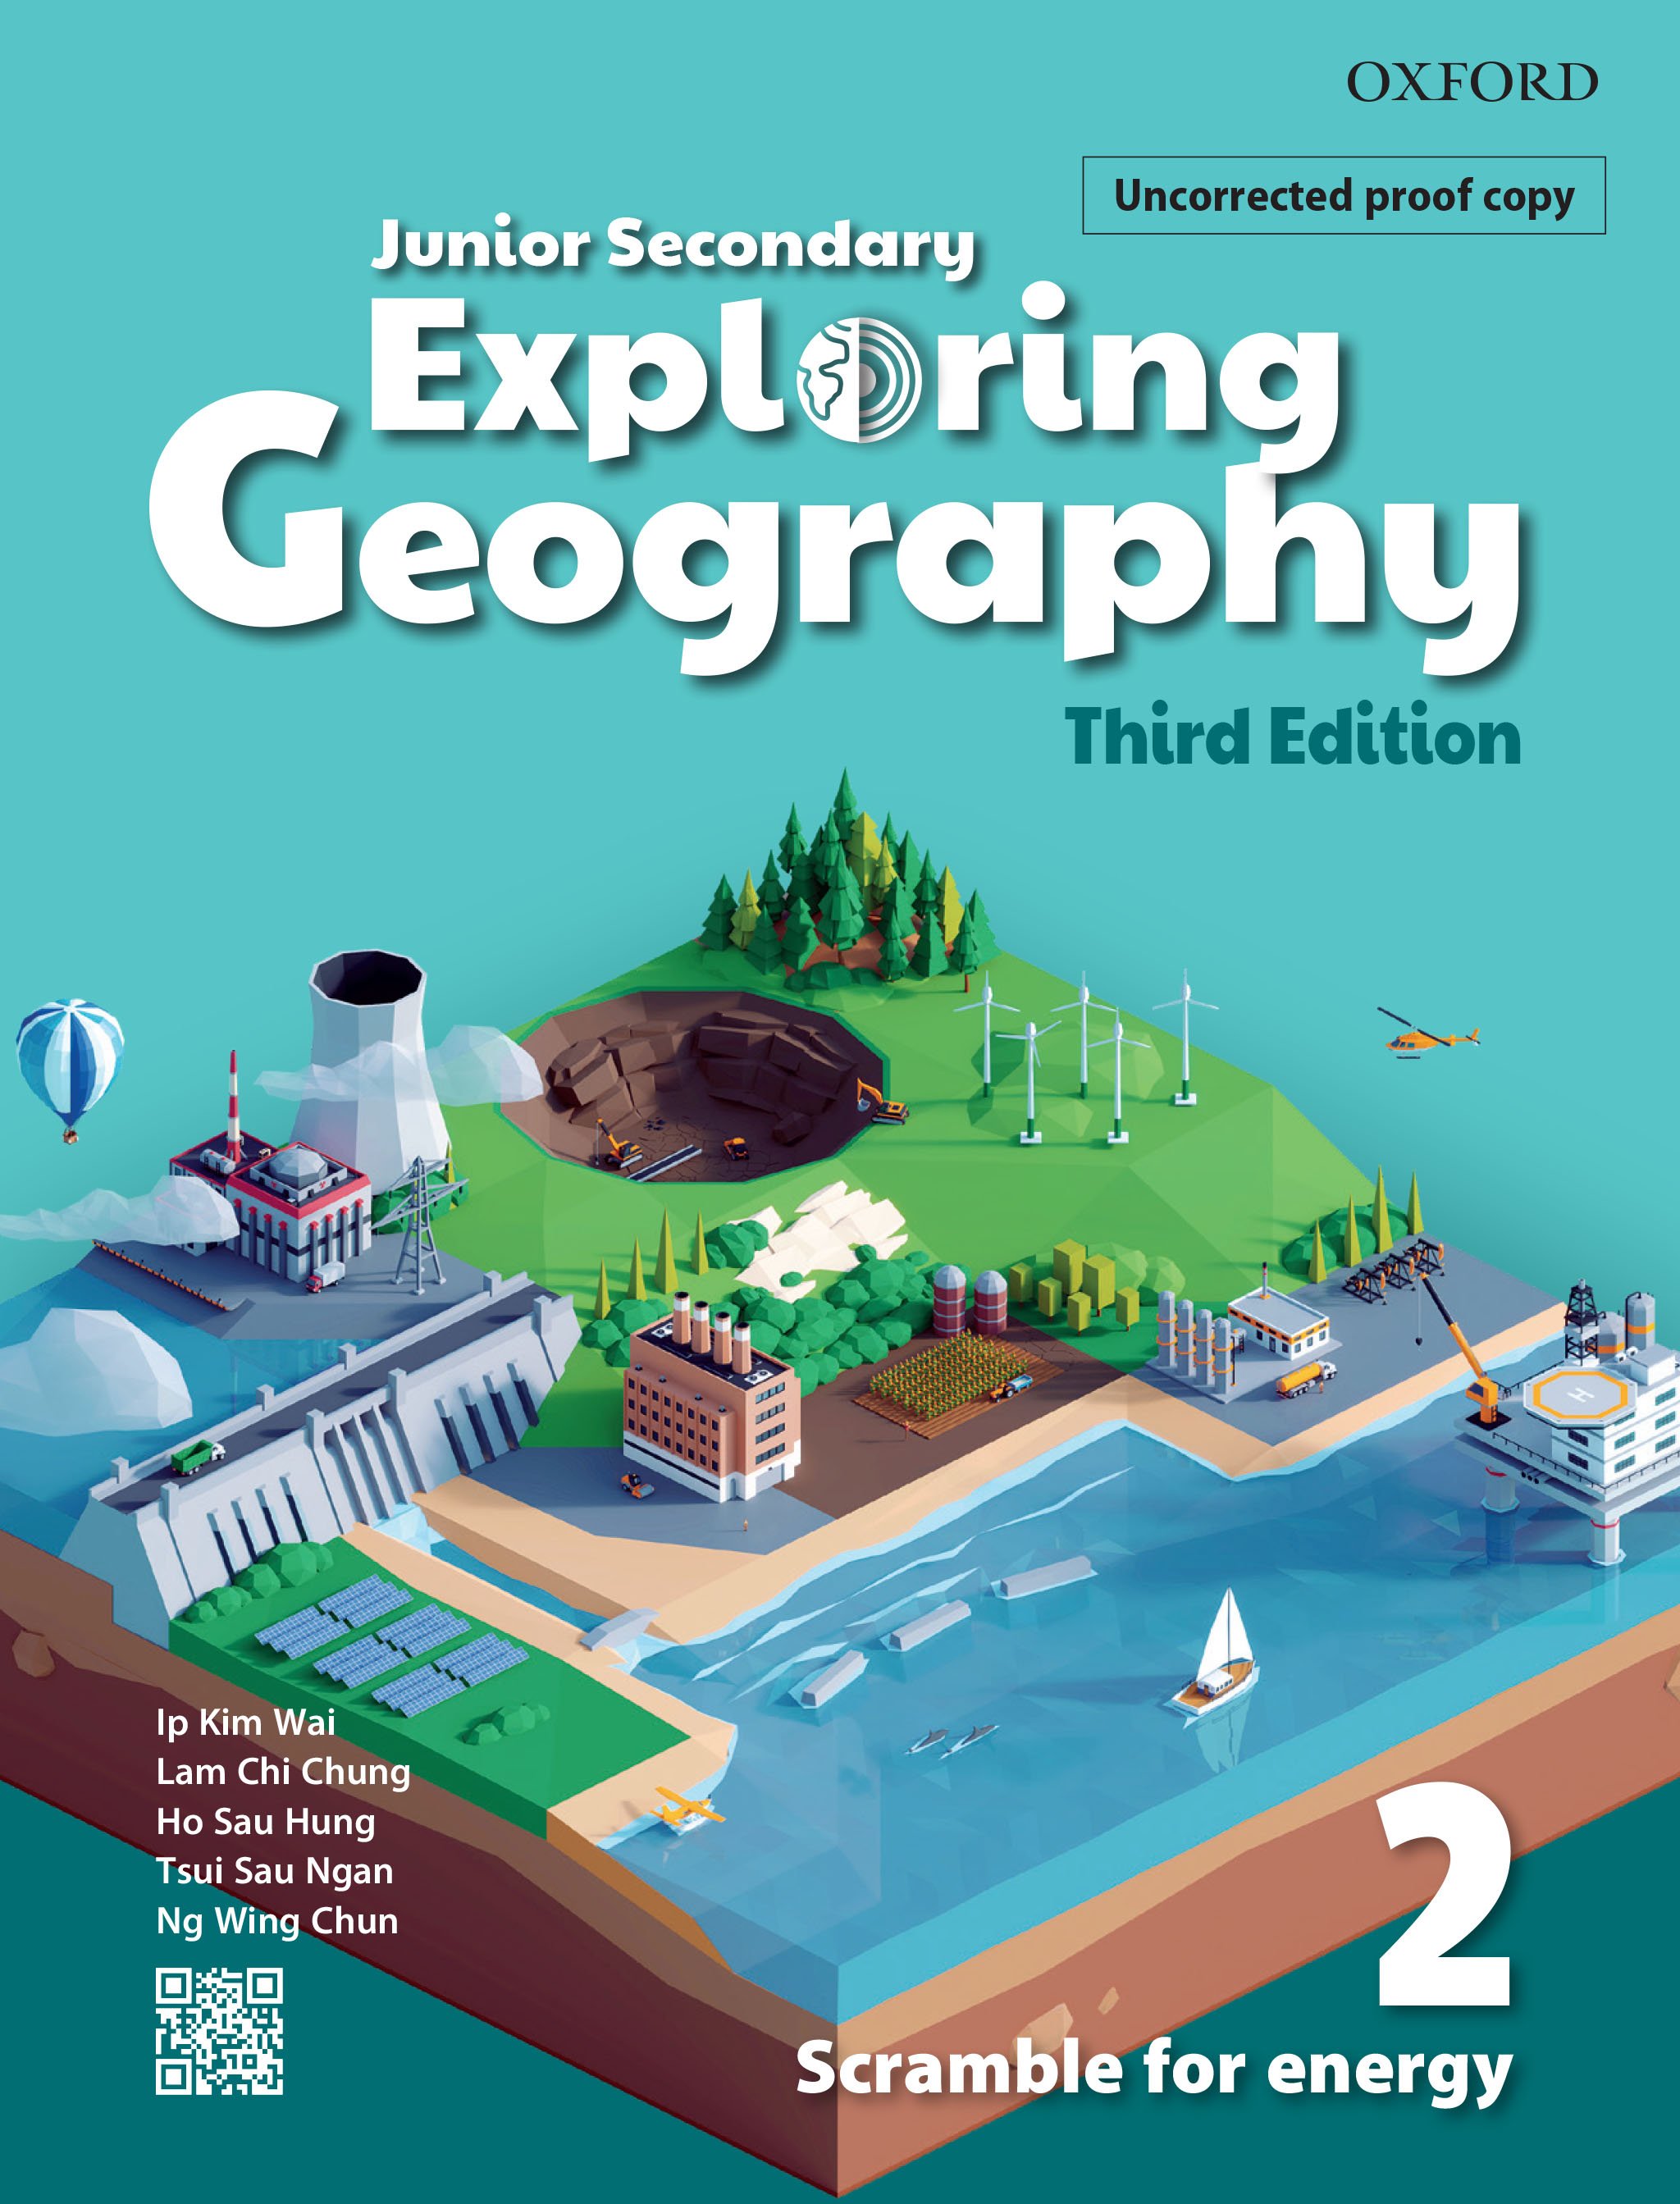 OXFORD
Uncorrected proof copy
Junior Secondary
Exploring
Geography
Third Edition
H
Ip Kim Wai
Lam Chi Chung
Ho Sau Hung
Tsui Sau Ngan
Ng Wing Chun
2
Scramble for energy